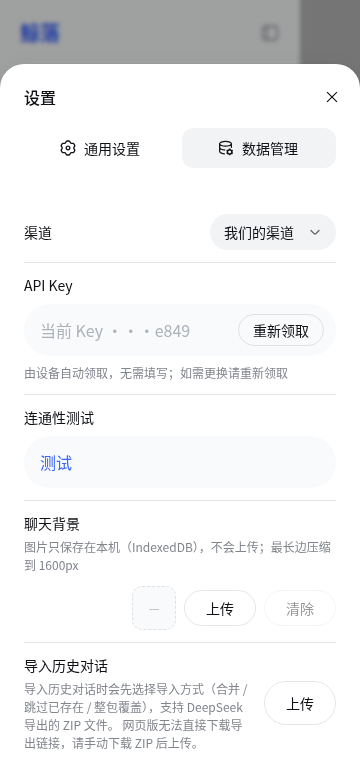 鲸落
设置
通用设置
数据管理
渠道
我们的渠道
API Key
当前 Key ・・・e849
重新领取
由设备自动领取，无需填写；如需更换请重新领取
连通性测试
测试
聊天背景
图片只保存在本机（IndexedDB），不会上传；最长边压缩
到 1600px
—
上传
清除
导入历史对话
导入历史对话时会先选择导入方式（合并 /
跳过已存在 / 整包覆盖），支持 DeepSeek
导出的 ZIP 文件。 网页版无法直接下载导
出链接，请手动下载 ZIP 后上传。
上传